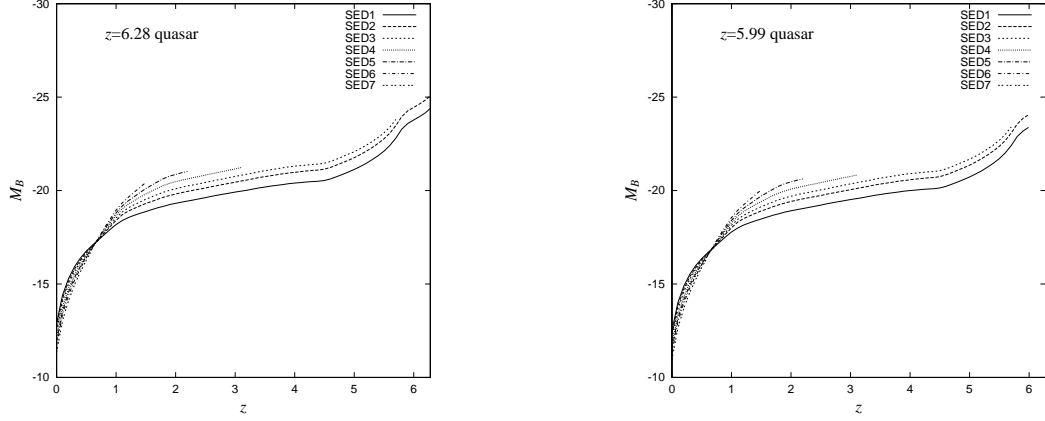 -30
SED1
z=6.28 quasar
SED2
SED3
SED4
SED5
SED6
SED7
-25
M_B
-20
-15
-10
0 1 2 3 4 5 6
z
-30
SED1
z=5.99 quasar
SED2
SED3
SED4
SED5
SED6
SED7
-25
M_B
-20
-15
-10
0 1 2 3 4 5 6
z